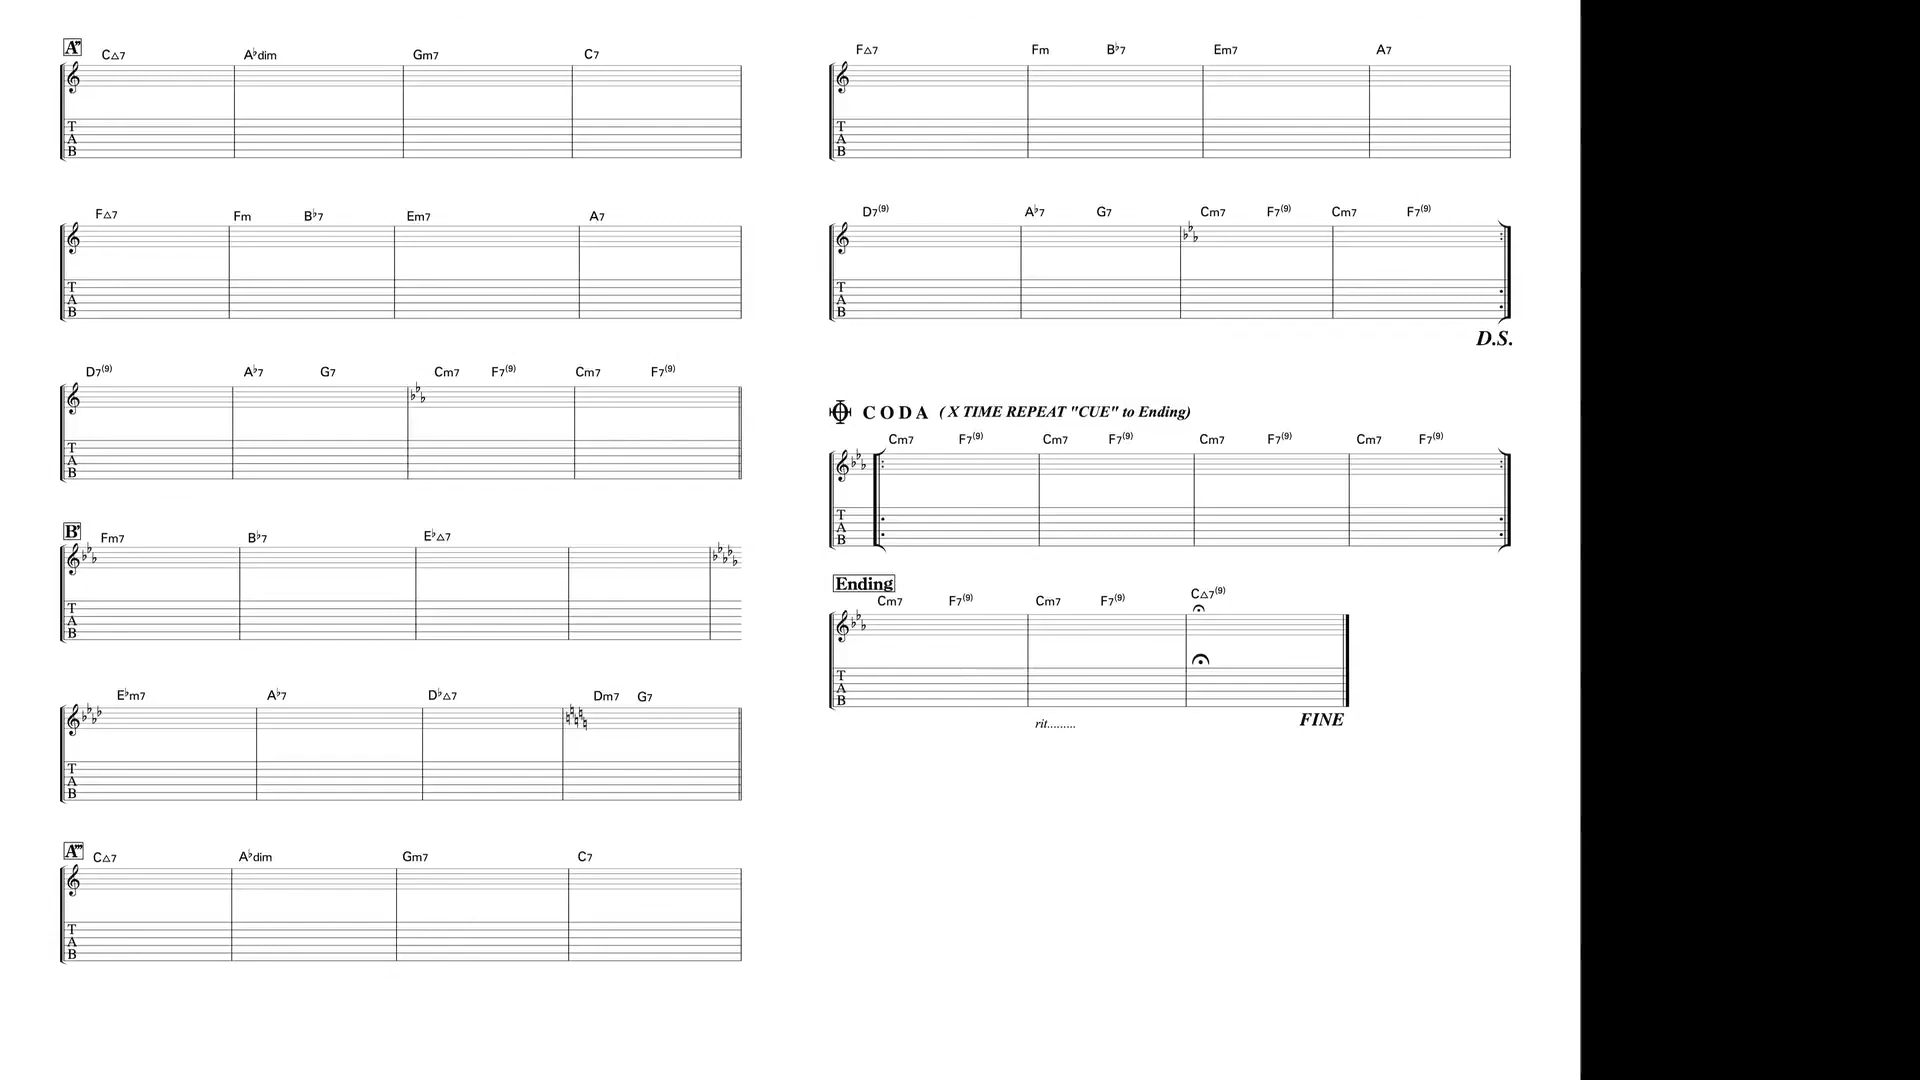 A"
C△7 A♭dim Gm7 C7
T
A
B
F△7 Fm B♭7 Em7 A7
T
A
B
D7(9) A♭7 G7 Cm7 F7(9) Cm7 F7(9)
T
A
B
B'
Fm7 B♭7 E♭△7
T
A
B
E♭m7 A♭7 D♭△7 Dm7 G7
T
A
B
A'''
C△7 A♭dim Gm7 C7
T
A
B
F△7 Fm B♭7 Em7 A7
T
A
B
D7(9) A♭7 G7 Cm7 F7(9) Cm7 F7(9)
T
A
B
D.S.
CODA ( X TIME REPEAT "CUE" to Ending)
Cm7 F7(9) Cm7 F7(9) Cm7 F7(9) Cm7 F7(9)
T
A
B
Ending
Cm7 F7(9) Cm7 F7(9) C△7(9)
T
A
B
rit......... FINE